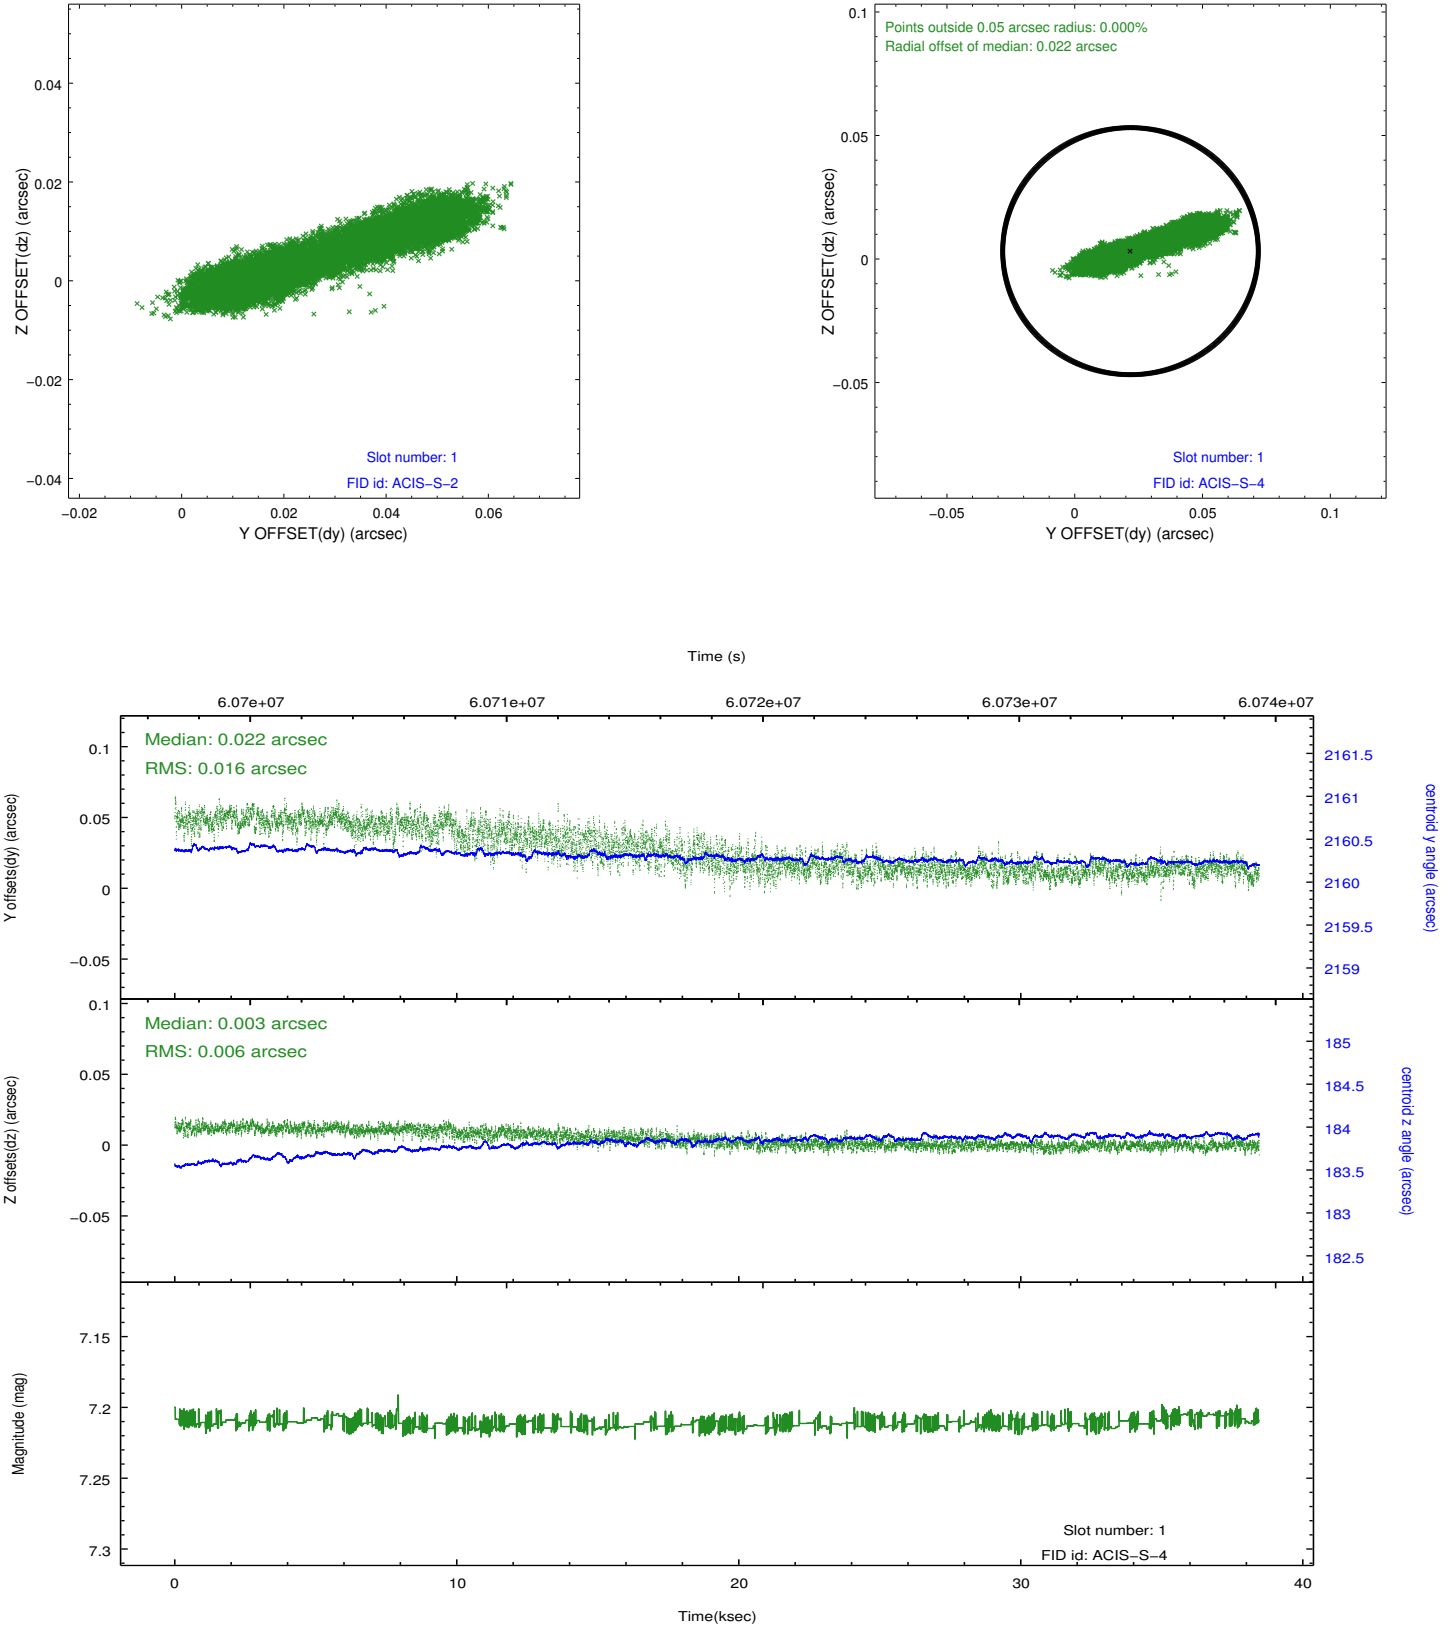 0.04
0.02
0
−0.02
−0.04
Z OFFSET(dz) (arcsec)
Slot number: 1
FID id: ACIS−S−2
−0.02
0
0.02
0.04
0.06
Y OFFSET(dy) (arcsec)
Points outside 0.05 arcsec radius: 0.000%
Radial offset of median: 0.022 arcsec
0.1
0.05
0
−0.05
Z OFFSET(dz) (arcsec)
Slot number: 1
FID id: ACIS−S−4
−0.05
0
0.05
0.1
Y OFFSET(dy) (arcsec)
Time (s)
6.07e+07
6.071e+07
6.072e+07
6.073e+07
6.074e+07
Median: 0.022 arcsec
RMS: 0.016 arcsec
0.1
0.05
0
−0.05
Y offsets(dy) (arcsec)
2161.5
2161
2160.5
2160
2159.5
2159
centroid y angle (arcsec)
Median: 0.003 arcsec
RMS: 0.006 arcsec
0.1
0.05
0
−0.05
Z offsets(dz) (arcsec)
185
184.5
184
183.5
183
182.5
centroid z angle (arcsec)
7.15
7.2
7.25
7.3
Magnitude (mag)
Slot number: 1
FID id: ACIS−S−4
0
10
20
30
40
Time(ksec)